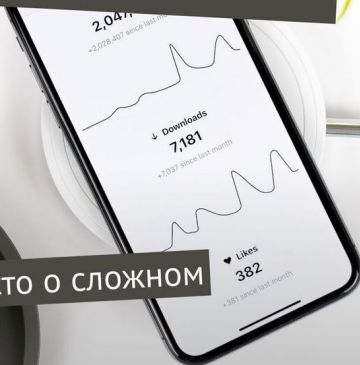 +2,028,407 since last month
↓ Downloads
7,181
+7,037 since last month
♥ Likes
382
+381 since last month
о сложном